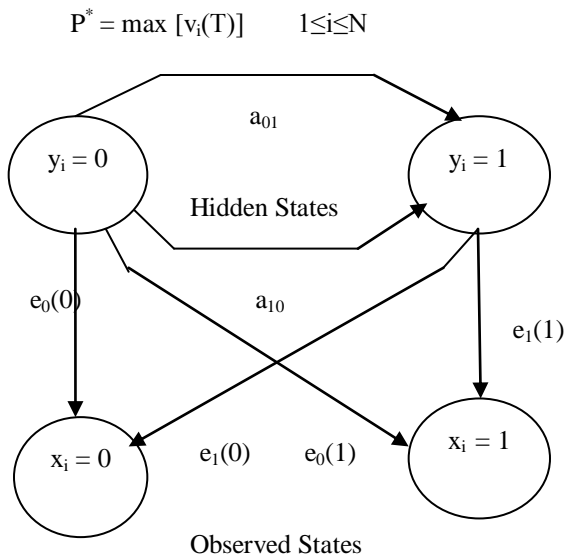 P* = max [vᵢ(T)] 1≤i≤N
a₀₁
yᵢ = 0
yᵢ = 1
Hidden States
e₀(0)
a₁₀
e₁(1)
xᵢ = 0
e₁(0)
e₀(1)
xᵢ = 1
Observed States